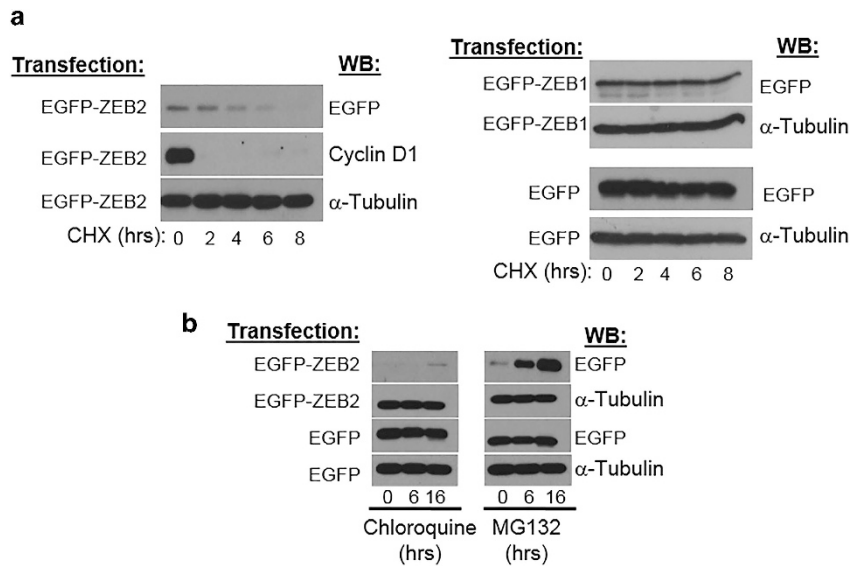 a
Transfection: WB:
EGFP-ZEB2 EGFP
EGFP-ZEB2 Cyclin D1
EGFP-ZEB2 α-Tubulin
CHX (hrs): 0 2 4 6 8
Transfection: WB:
EGFP-ZEB1 EGFP
EGFP-ZEB1 α-Tubulin
EGFP EGFP
EGFP α-Tubulin
CHX (hrs): 0 2 4 6 8
b
Transfection: WB:
EGFP-ZEB2 EGFP
EGFP-ZEB2 α-Tubulin
EGFP EGFP
EGFP α-Tubulin
0 6 16 0 6 16
Chloroquine MG132
(hrs) (hrs)